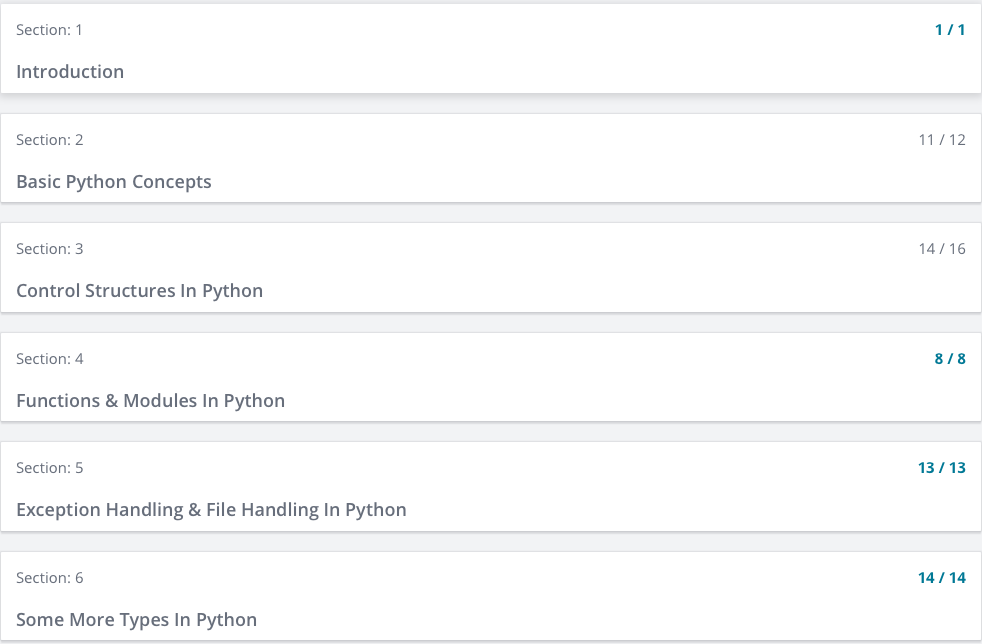 Section: 1 1 / 1
Introduction
Section: 2 11 / 12
Basic Python Concepts
Section: 3 14 / 16
Control Structures In Python
Section: 4 8 / 8
Functions & Modules In Python
Section: 5 13 / 13
Exception Handling & File Handling In Python
Section: 6 14 / 14
Some More Types In Python